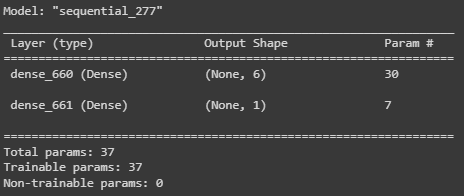 Model: "sequential_277"
_________________________________________________________________
Layer (type) Output Shape Param #
=================================================================
dense_660 (Dense) (None, 6) 30
dense_661 (Dense) (None, 1) 7
=================================================================
Total params: 37
Trainable params: 37
Non-trainable params: 0